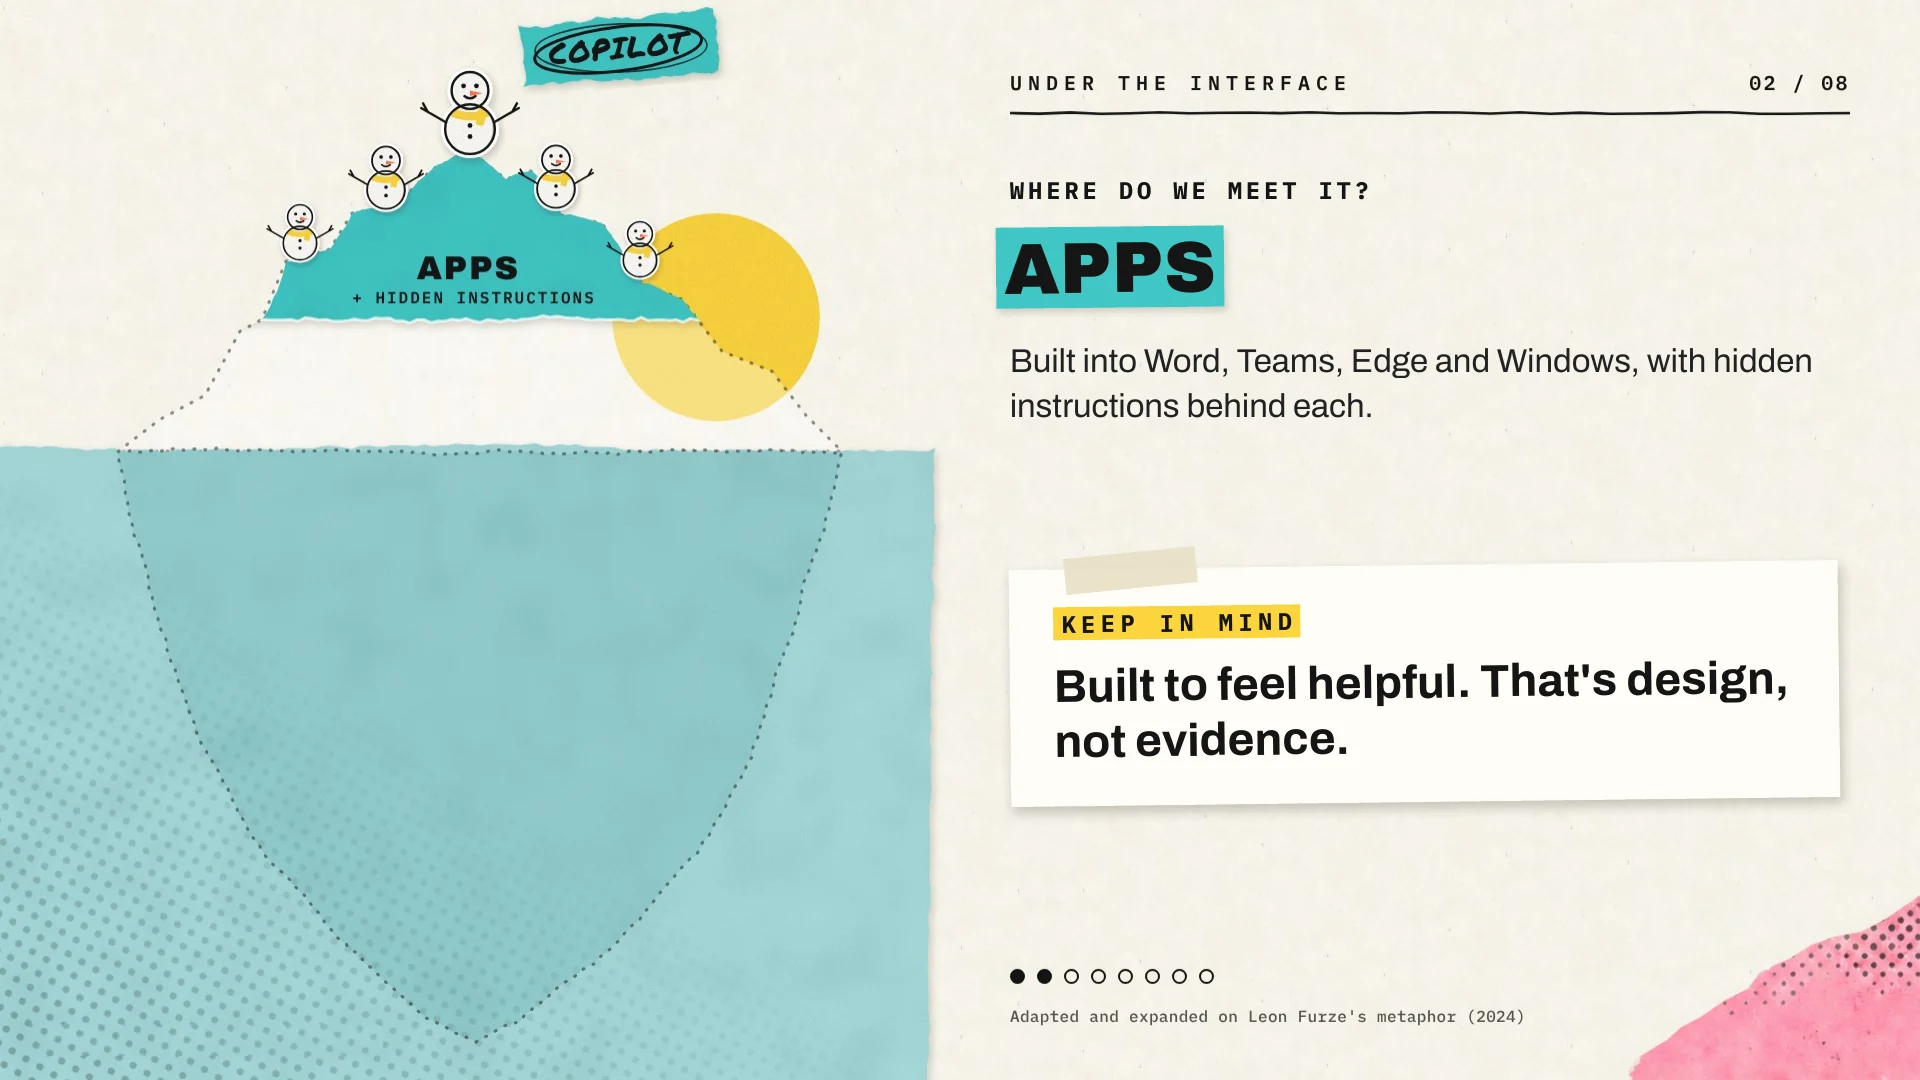 COPILOT
APPS
+ HIDDEN INSTRUCTIONS
UNDER THE INTERFACE
02 / 08
WHERE DO WE MEET IT?
APPS
Built into Word, Teams, Edge and Windows, with hidden
instructions behind each.
KEEP IN MIND
Built to feel helpful. That's design,
not evidence.
Adapted and expanded on Leon Furze's metaphor (2024)